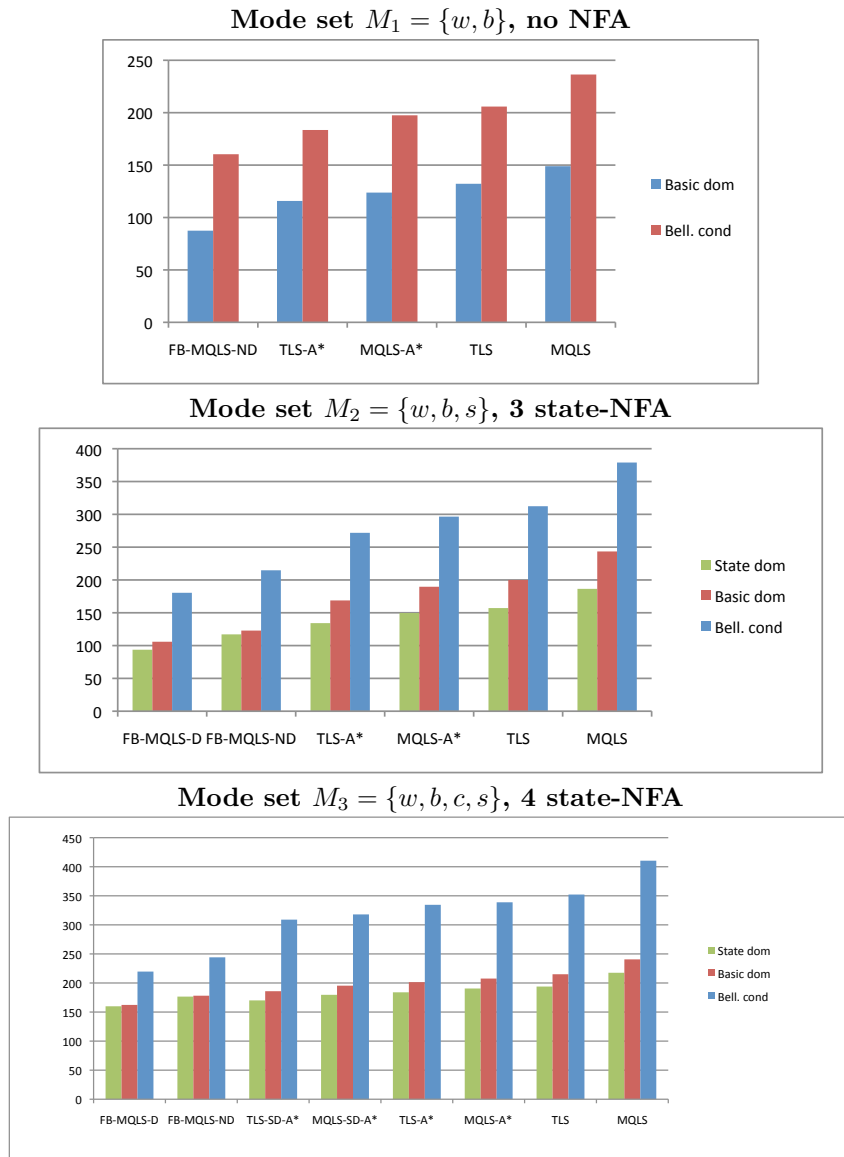 Mode set M₁ = {w, b}, no NFA
250
200
150
100
50
0
FB-MQLS-ND TLS-A* MQLS-A* TLS MQLS
Basic dom
Bell. cond
Mode set M₂ = {w, b, s}, 3 state-NFA
400
350
300
250
200
150
100
50
0
FB-MQLS-D FB-MQLS-ND TLS-A* MQLS-A* TLS MQLS
State dom
Basic dom
Bell. cond
Mode set M₃ = {w, b, c, s}, 4 state-NFA
450
400
350
300
250
200
150
100
50
0
FB-MQLS-D FB-MQLS-ND TLS-SD-A* MQLS-SD-A* TLS-A* MQLS-A* TLS MQLS
State dom
Basic dom
Bell. cond